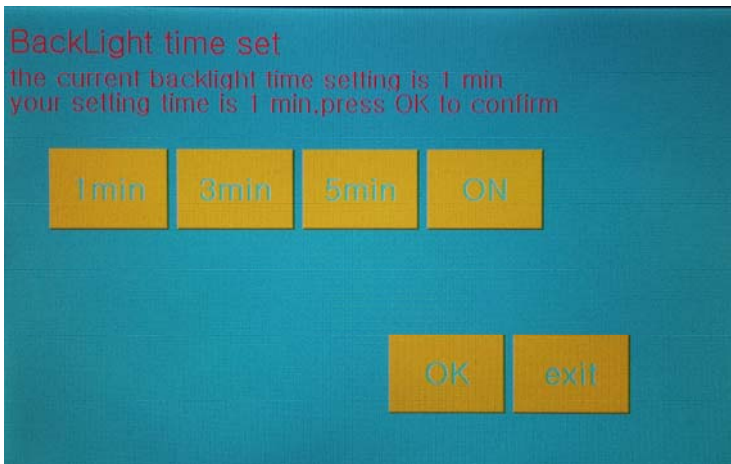 BackLight time set
the current backlight time setting is 1 min
your setting time is 1 min,press OK to confirm
1min 3min 5min ON
OK exit